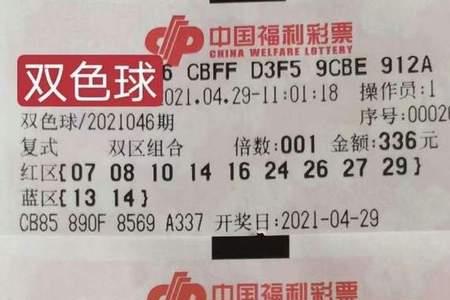 中国福利彩票
CHINA WELFARE LOTTERY
双色球
6 CBFF D3F5 9CBE 912A
2021.04.29-11:01:18 操作员:1
双色球/2021046期 序号:0002
复式 双区组合 倍数:001 金额:336元
红区{07 08 10 14 16 24 26 27 29}
蓝区{13 14}
CB85 890F 8569 A337 开奖日:2021-04-29
中国福利彩票